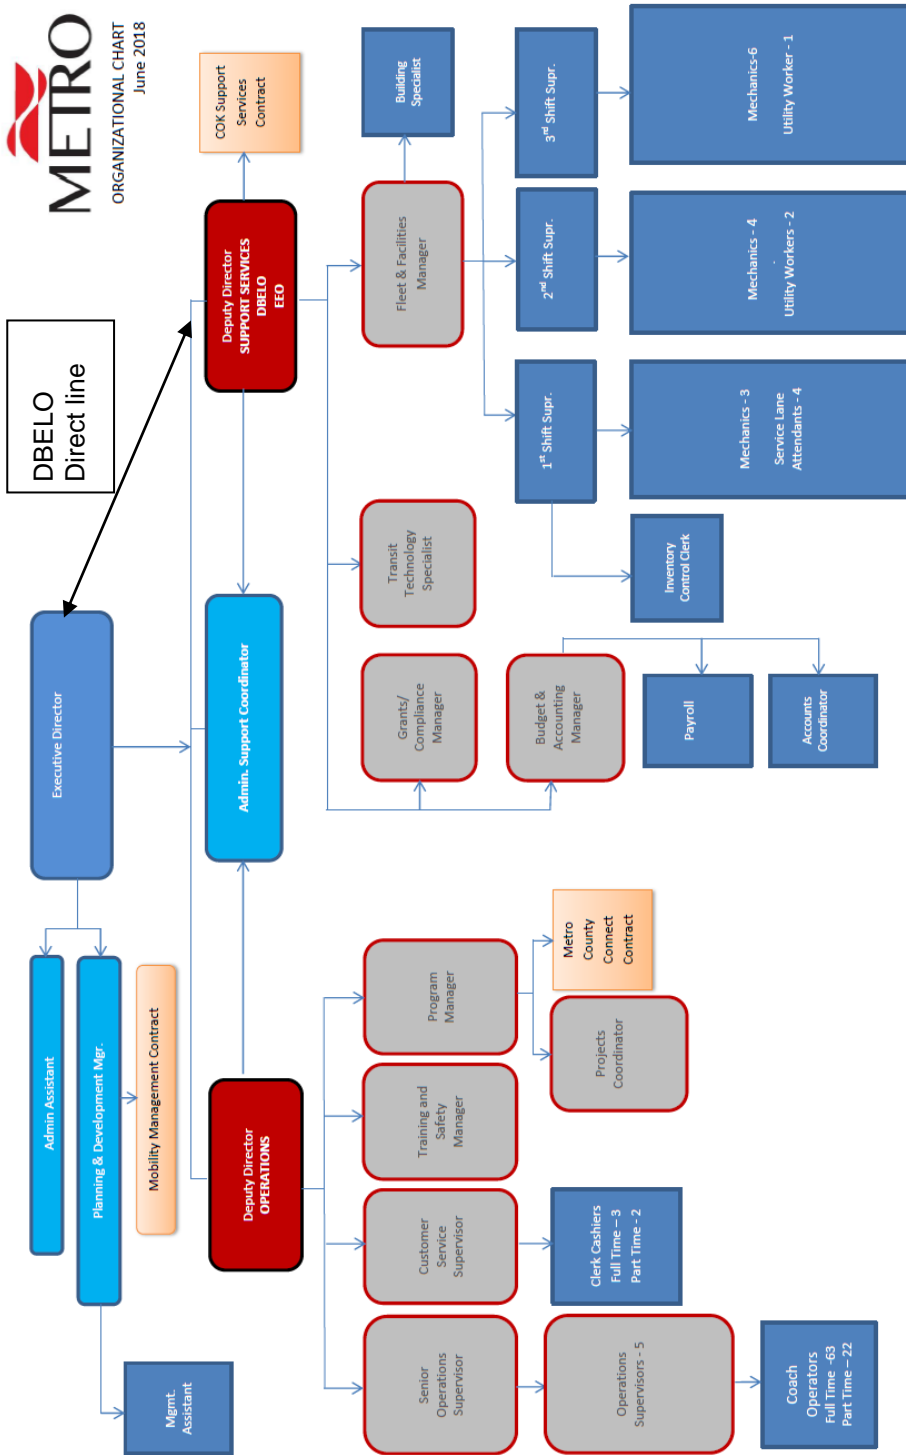 METRO
ORGANIZATIONAL CHART
June 2018
DBELO
Direct line
Executive Director
Admin Assistant
Planning & Development Mgr.
Mobility Management Contract
Mgmt.
Assistant
Deputy Director
OPERATIONS
Admin. Support Coordinator
Deputy Director
SUPPORT SERVICES
DBELO
EEO
COK Support
Services
Contract
Senior
Operations
Supervisor
Customer
Service
Supervisor
Training and
Safety
Manager
Program
Manager
Grants/
Compliance
Manager
Transit
Technology
Specialist
Fleet & Facilities
Manager
Building
Specialist
Operations
Supervisors - 5
Clerk Cashiers
Full Time – 3
Part Time - 2
Projects
Coordinator
Metro
County
Connect
Contract
Budget &
Accounting
Manager
1st Shift Supr.
2nd Shift Supr.
3rd Shift Supr.
Coach
Operators
Full Time -63
Part Time – 22
Payroll
Accounts
Coordinator
Inventory
Control Clerk
Mechanics - 3
Service Lane
Attendants - 4
Mechanics - 4
Utility Workers - 2
Mechanics-6
Utility Worker - 1